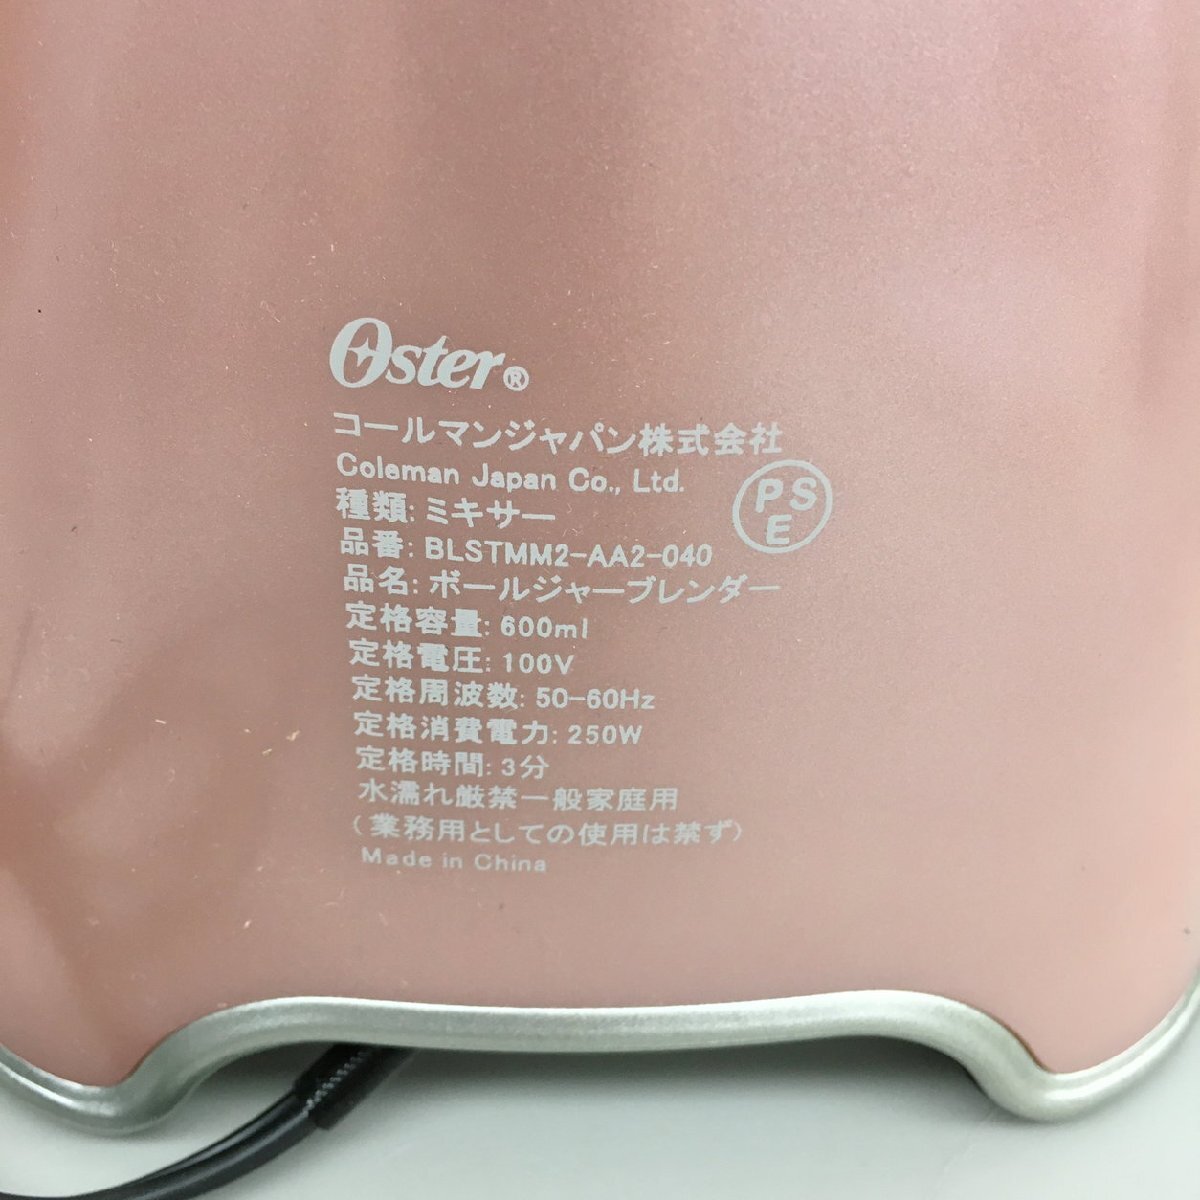 Oster®
コールマンジャパン株式会社
Coleman Japan Co., Ltd.
PSE
種類: ミキサー
品番: BLSTMM2-AA2-040
品名: ボールジャーブレンダー
定格容量: 600ml
定格電圧: 100V
定格周波数: 50-60Hz
定格消費電力: 250W
定格時間: 3分
水濡れ厳禁一般家庭用
(業務用としての使用は禁ず)
Made in China